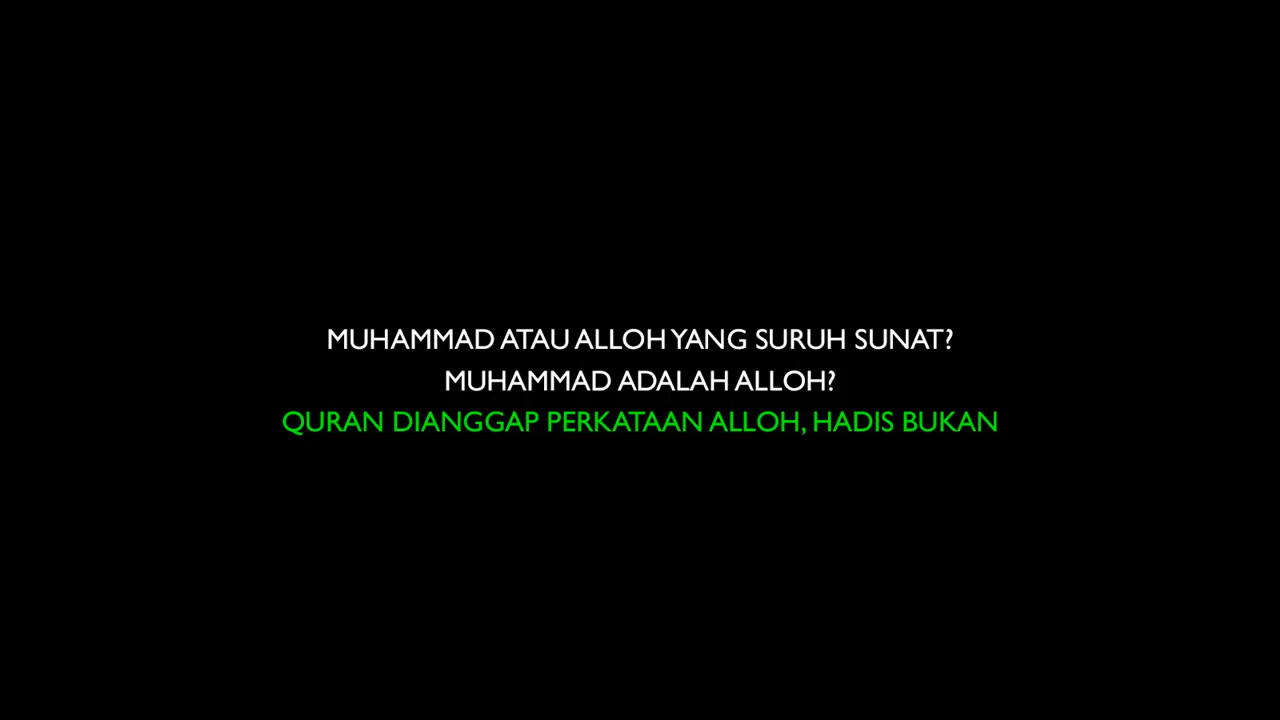 MUHAMMAD ATAU ALLOH YANG SURUH SUNAT?
MUHAMMAD ADALAH ALLOH?
QURAN DIANGGAP PERKATAAN ALLOH, HADIS BUKAN